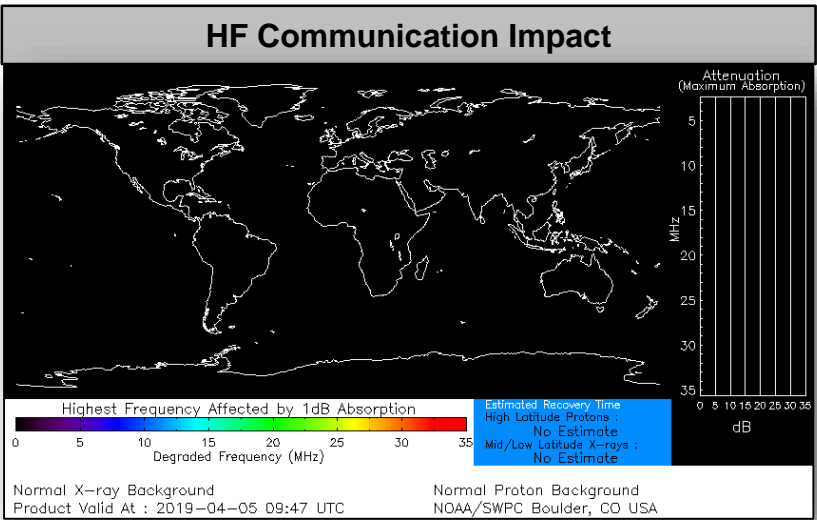 HF Communication Impact
Attenuation
(Maximum Absorption)
5
10
15
20
25
30
35
MHz
0 5 10 15 20 25 30 35
dB
Highest Frequency Affected by 1dB Absorption
0 5 10 15 20 25 30 35
Degraded Frequency (MHz)
Estimated Recovery Time
High Latitude Protons :
No Estimate
Mid/Low Latitude X-rays :
No Estimate
Normal X-ray Background
Product Valid At : 2019-04-05 09:47 UTC
Normal Proton Background
NOAA/SWPC Boulder, CO USA